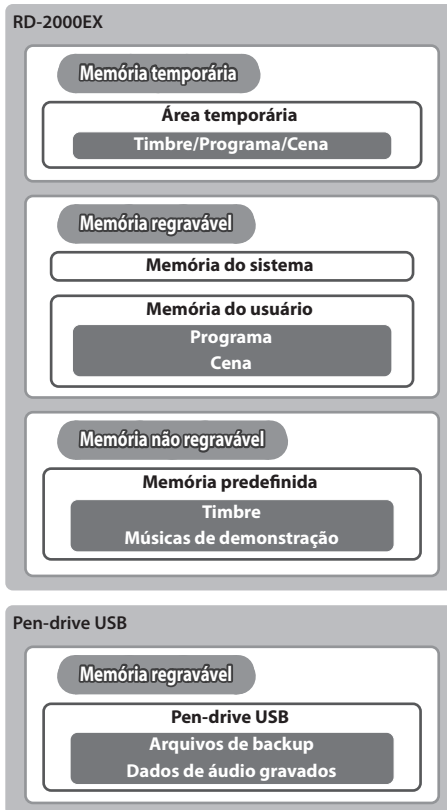 RD-2000EX
Memória temporária
Área temporária
Timbre/Programa/Cena
Memória regravável
Memória do sistema
Memória do usuário
Programa
Cena
Memória não regravável
Memória predefinida
Timbre
Músicas de demonstração
Pen-drive USB
Memória regravável
Pen-drive USB
Arquivos de backup
Dados de áudio gravados